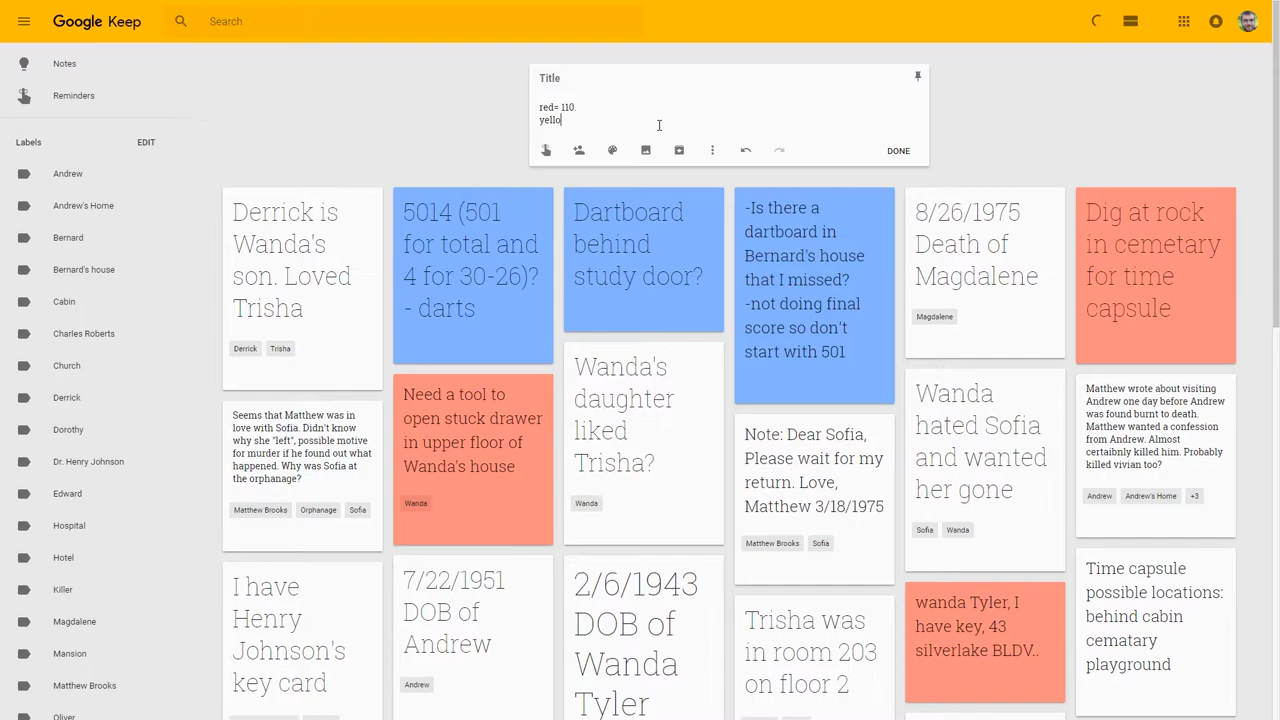 Google Keep
Search
Notes
Reminders
Labels
EDIT
Andrew
Andrew's Home
Bernard
Bernard's house
Cabin
Charles Roberts
Church
Derrick
Dorothy
Dr. Henry Johnson
Edward
Hospital
Hotel
Killer
Magdalene
Mansion
Matthew Brooks
Oliver
Title
red= 110.
yello
DONE
Derrick is
Wanda's
son. Loved
Trisha
Derrick
Trisha
Seems that Matthew was in
love with Sofia. Didn't know
why she "left", possible motive
for murder if he found out what
happened. Why was Sofia at
the orphanage?
Matthew Brooks
Orphanage
Sofia
I have
Henry
Johnson's
key card
5014 (501
for total and
4 for 30-26)?
- darts
Need a tool to
open stuck drawer
in upper floor of
Wanda's house
Wanda
7/22/1951
DOB of
Andrew
Andrew
Dartboard
behind
study door?
Wanda's
daughter
liked
Trisha?
Wanda
2/6/1943
DOB of
Wanda
Tyler
-Is there a
dartboard in
Bernard's house
that I missed?
-not doing final
score so don't
start with 501
Note: Dear Sofia,
Please wait for my
return. Love,
Matthew 3/18/1975
Matthew Brooks
Sofia
Trisha was
in room 203
on floor 2
8/26/1975
Death of
Magdalene
Magdalene
Wanda
hated Sofia
and wanted
her gone
Sofia
Wanda
wanda Tyler, I
have key, 43
silverlake BLDV..
Dig at rock
in cemetary
for time
capsule
Matthew wrote about visiting
Andrew one day before Andrew
was found burnt to death.
Matthew wanted a confession
from Andrew. Almost
certaibnly killed him. Probably
killed vivian too?
Andrew
Andrew's Home
+3
Time capsule
possible locations:
behind cabin
cematary
playground